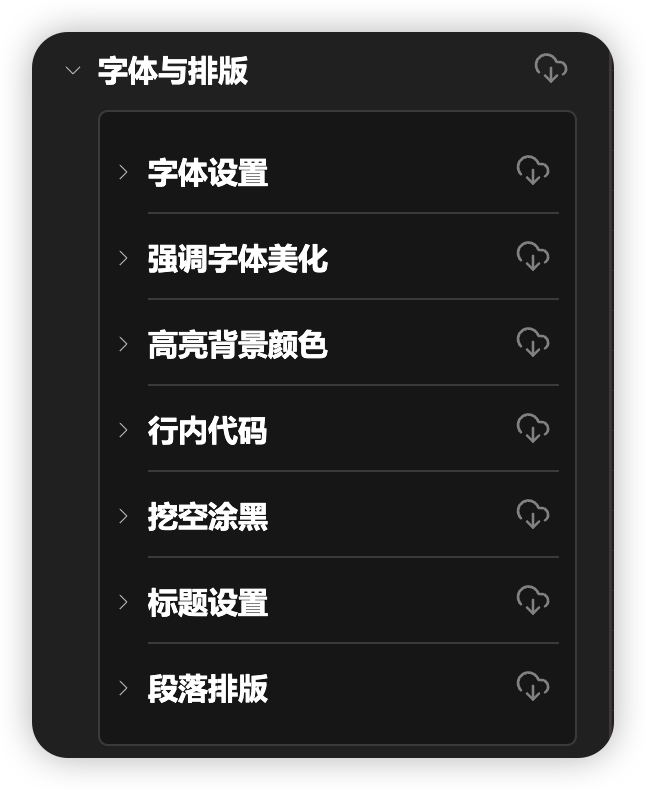 字体与排版
字体设置
强调字体美化
高亮背景颜色
行内代码
挖空涂黑
标题设置
段落排版